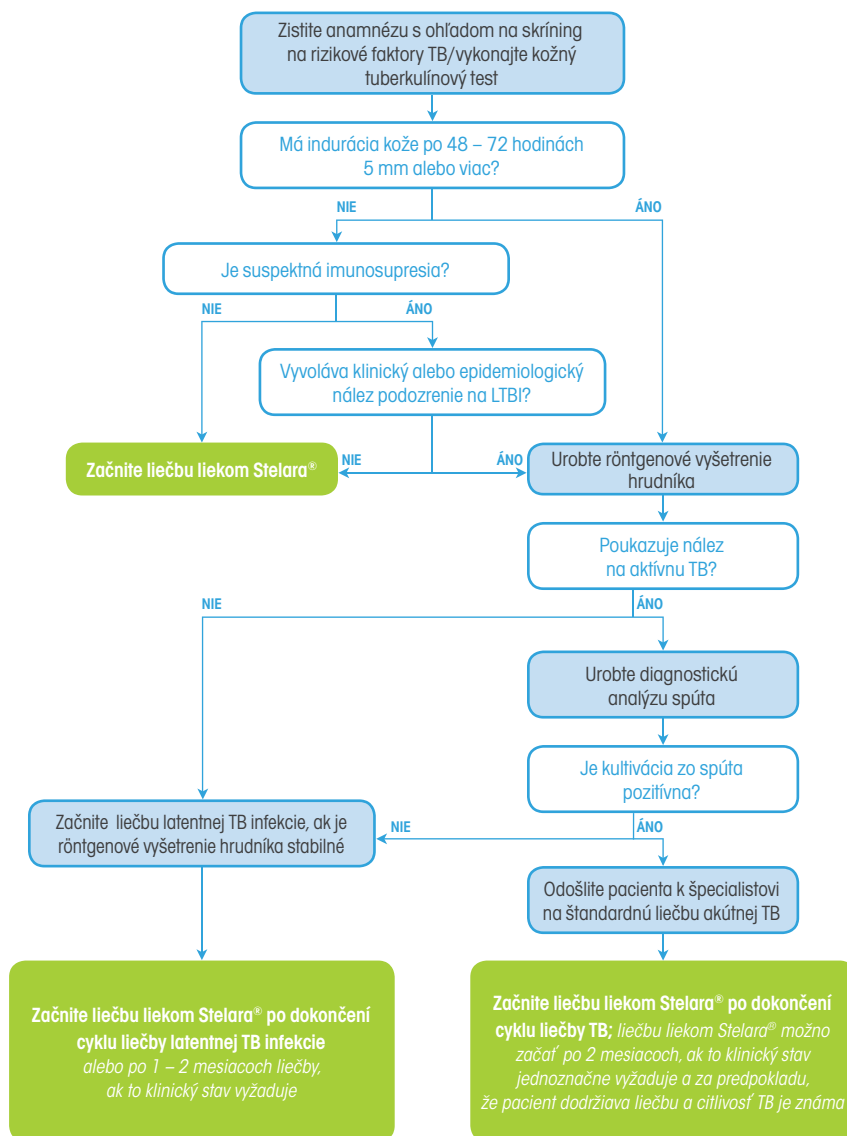 Zistite anamnézu s ohľadom na skríning
na rizikové faktory TB/vykonajte kožný
tuberkulínový test
Má indurácia kože po 48 – 72 hodinách
5 mm alebo viac?
NIE
ÁNO
Je suspektná imunosupresia?
NIE
ÁNO
Vyvoláva klinický alebo epidemiologický
nález podozrenie na LTBI?
Začnite liečbu liekom Stelara®
NIE
ÁNO
Urobte röntgenové vyšetrenie
hrudníka
Poukazuje nález
na aktívnu TB?
NIE
ÁNO
Urobte diagnostickú
analýzu spúta
Je kultivácia zo spúta
pozitívna?
Začnite liečbu latentnej TB infekcie, ak je
röntgenové vyšetrenie hrudníka stabilné
NIE
ÁNO
Odošlite pacienta k špecialistovi
na štandardnú liečbu akútnej TB
Začnite liečbu liekom Stelara® po dokončení
cyklu liečby latentnej TB infekcie
alebo po 1 – 2 mesiacoch liečby,
ak to klinický stav vyžaduje
Začnite liečbu liekom Stelara® po dokončení
cyklu liečby TB; liečbu liekom Stelara® možno
začať po 2 mesiacoch, ak to klinický stav
jednoznačne vyžaduje a za predpokladu,
že pacient dodržiava liečbu a citlivosť TB je známa